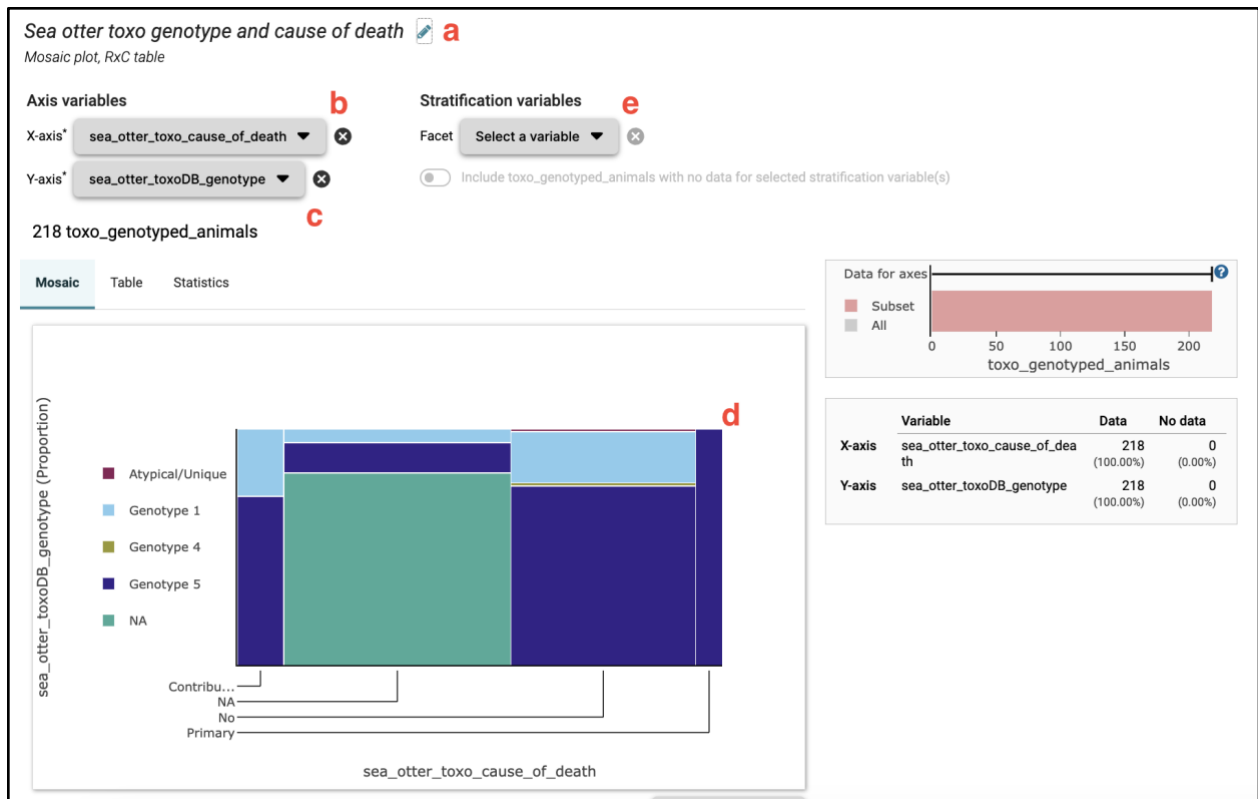 Sea otter toxo genotype and cause of death a
Mosaic plot, RxC table
Axis variables b
Stratification variables e
X-axis* sea_otter_toxo_cause_of_death
Facet Select a variable
Y-axis* sea_otter_toxoDB_genotype
Include toxo_genotyped_animals with no data for selected stratification variable(s)
c
218 toxo_genotyped_animals
Mosaic Table Statistics
Data for axes ?
Subset
All
0 50 100 150 200
toxo_genotyped_animals
d
sea_otter_toxoDB_genotype (Proportion)
Atypical/Unique
Genotype 1
Genotype 4
Genotype 5
NA
Contribu...
NA
No
Primary
sea_otter_toxo_cause_of_death
Variable Data No data
X-axis sea_otter_toxo_cause_of_dea 218 0
th (100.00%) (0.00%)
Y-axis sea_otter_toxoDB_genotype 218 0
(100.00%) (0.00%)